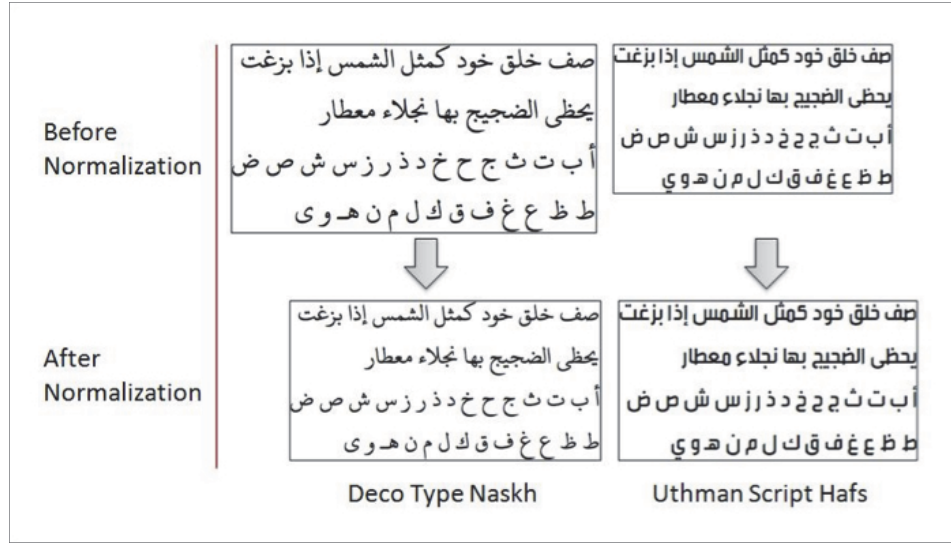 Before
Normalization
صف خلق خود كمثل الشمس إذا بزغت
يحظى الضجيج بها نجلاء معطار
أ ب ت ث ج ح خ د ذ ر ز س ش ص ض
ط ظ ع غ ف ق ك ل م ن هـ و ى
صف خلق خود كمثل الشمس إذا بزغت
يحظى الضجيج بها نجلاء معطار
أ ب ت ث ج ح خ د ذ ر ز س ش ص ض
ط ظ ع غ ف ق ك ل م ن ه و ي
After
Normalization
صف خلق خود كمثل الشمس إذا بزغت
يحظى الضجيج بها نجلاء معطار
أ ب ت ث ج ح خ د ذ ر ز س ش ص ض
ط ظ ع غ ف ق ك ل م ن هـ و ى
صف خلق خود كمثل الشمس إذا بزغت
يحظى الضجيج بها نجلاء معطار
أ ب ت ث ج ح خ د ذ ر ز س ش ص ض
ط ظ ع غ ف ق ك ل م ن ه و ي
Deco Type Naskh
Uthman Script Hafs